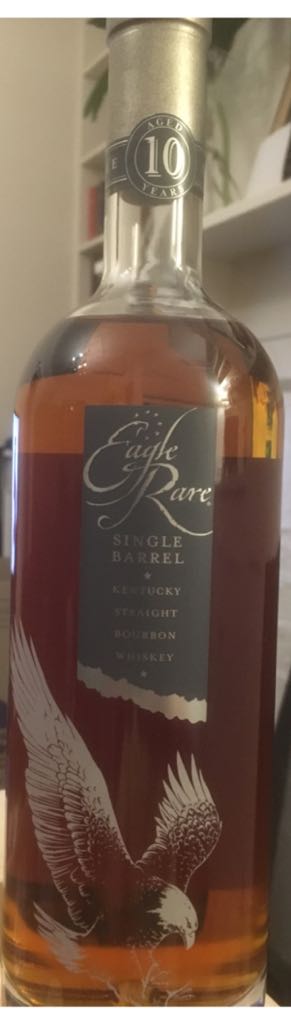 AGED
10
YEARS
Eagle
Rare
SINGLE
BARREL
KENTUCKY
STRAIGHT
BOURBON
WHISKEY